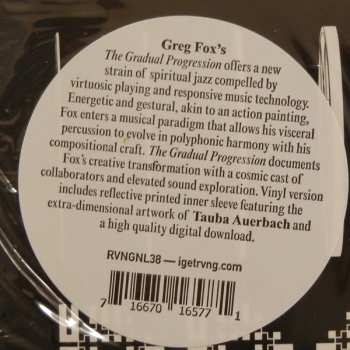 Greg Fox's
The Gradual Progression offers a new
strain of spiritual jazz compelled by
virtuosic playing and responsive music technology.
Energetic and gestural, akin to an action painting,
Fox enters a musical paradigm that allows his visceral
percussion to evolve in polyphonic harmony with his
compositional craft. The Gradual Progression documents
Fox's creative transformation with a cosmic cast of
collaborators and elevated sound exploration. Vinyl version
includes reflective printed inner sleeve featuring the
extra-dimensional artwork of Tauba Auerbach and
a high quality digital download.
RVNGNL38 — igetrvng.com
7 16670 16577 1